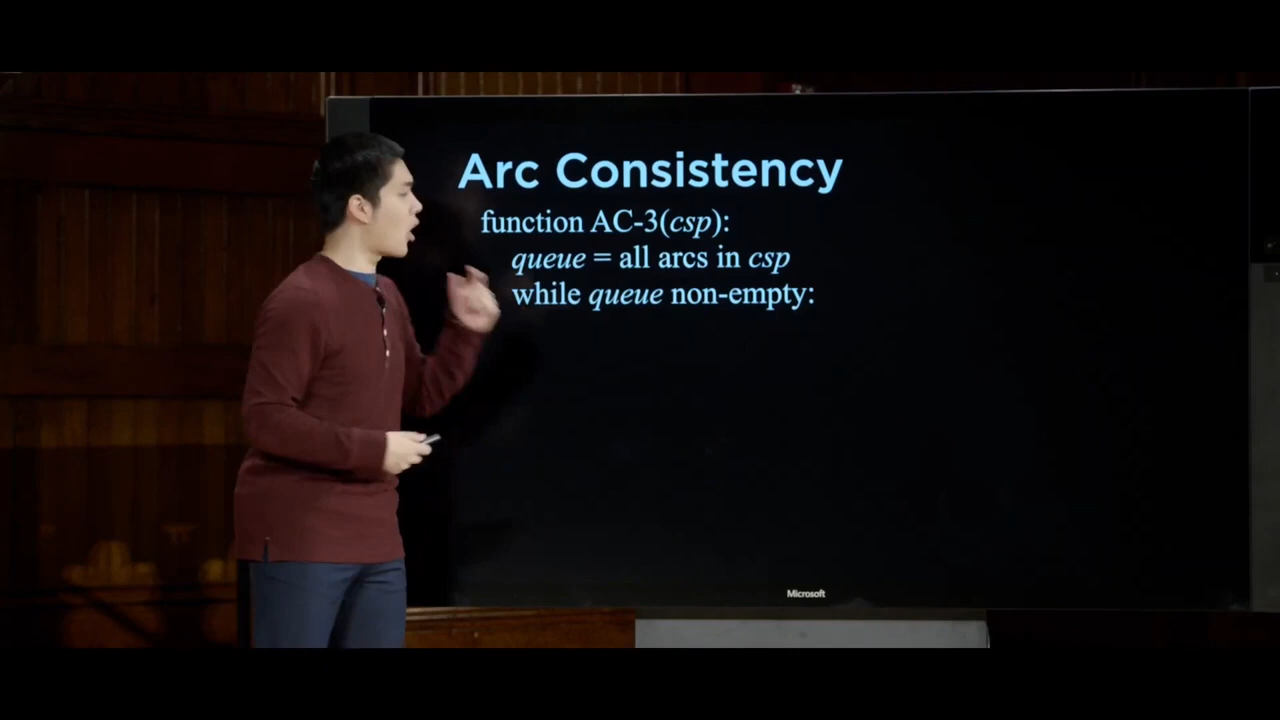 Arc Consistency
function AC-3(csp):
queue = all arcs in csp
while queue non-empty:
Microsoft